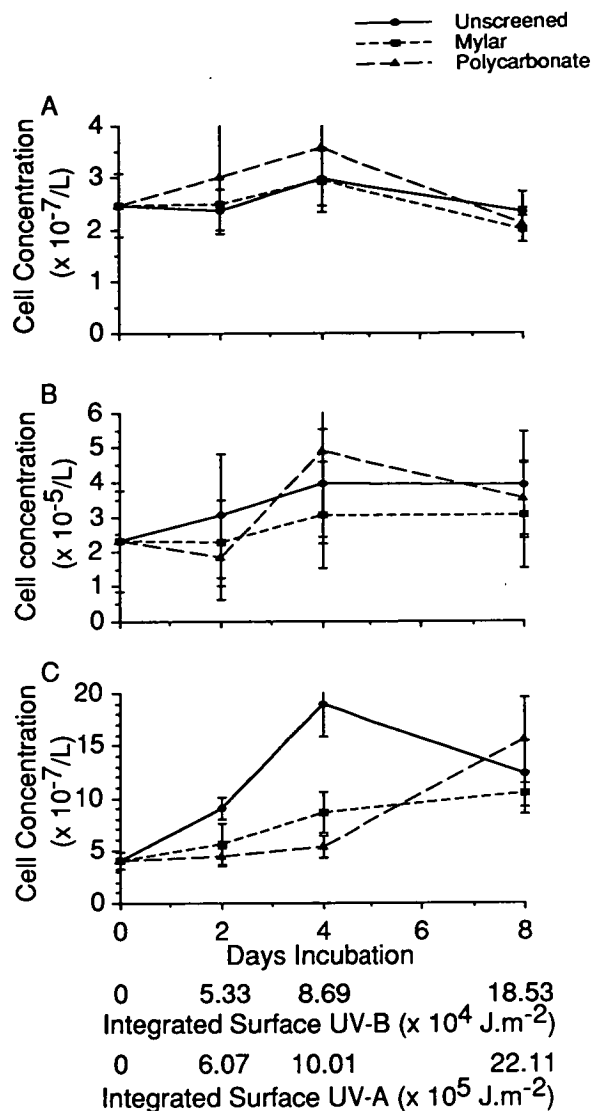 Unscreened
Mylar
Polycarbonate
A
Cell Concentration
(x 10⁻⁷/L)
4
3
2
1
0
B
Cell concentration
(x 10⁻⁵/L)
6
5
4
3
2
1
0
C
Cell Concentration
(x 10⁻⁷/L)
20
15
10
5
0
0 2 4 6 8
Days Incubation
0 5.33 8.69 18.53
Integrated Surface UV-B (x 10⁴ J.m⁻²)
0 6.07 10.01 22.11
Integrated Surface UV-A (x 10⁵ J.m⁻²)